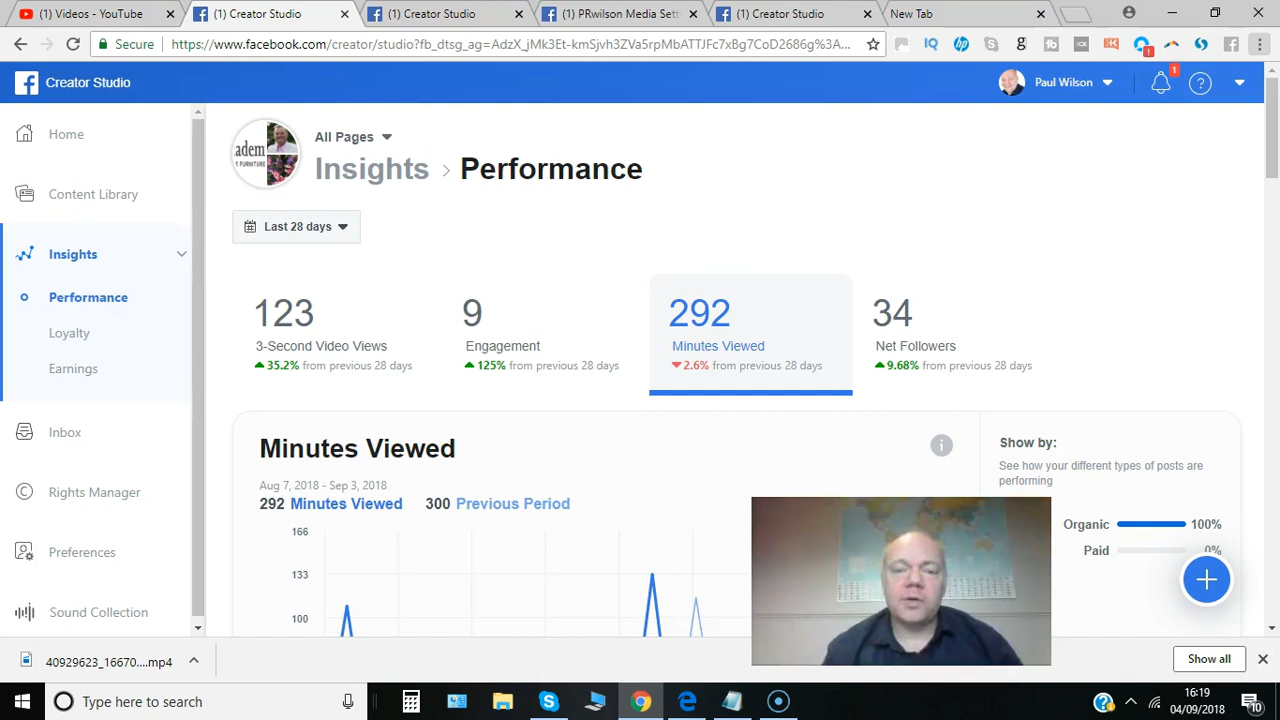 (1) Videos - YouTube
(1) Creator Studio
(1) Creator Studio
(1) PRwilson Media Set
(1) Creator Studio
New Tab
Secure
https://www.facebook.com/creator/studio?fb_dtsg_ag=AdzX_jMk3Et-kmSjvh3ZVa5rpMbATTJFc7xBg7CoD2686g%3A...
Creator Studio
Paul Wilson
1
Home
Content Library
Insights
Performance
Loyalty
Earnings
Inbox
Rights Manager
Preferences
Sound Collection
adem
FURNITURE
All Pages
Insights > Performance
Last 28 days
123
3-Second Video Views
35.2% from previous 28 days
9
Engagement
125% from previous 28 days
292
Minutes Viewed
2.6% from previous 28 days
34
Net Followers
9.68% from previous 28 days
Minutes Viewed
Aug 7, 2018 - Sep 3, 2018
292 Minutes Viewed 300 Previous Period
166
133
100
Show by:
See how your different types of posts are
performing
Organic 100%
Paid 0%
40929623_16670....mp4
Show all
Type here to search
16:19
04/09/2018
10